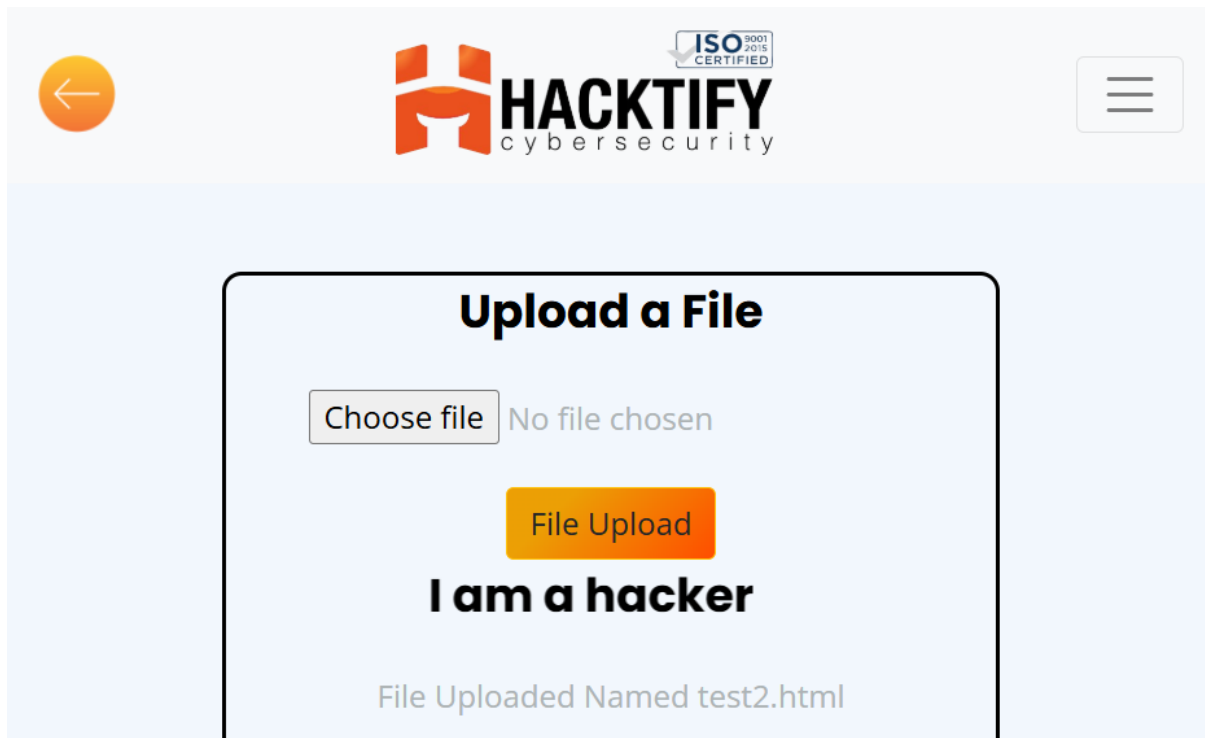 ISO 9001
2015
CERTIFIED
HACKTIFY
cybersecurity
Upload a File
Choose file No file chosen
File Upload
I am a hacker
File Uploaded Named test2.html